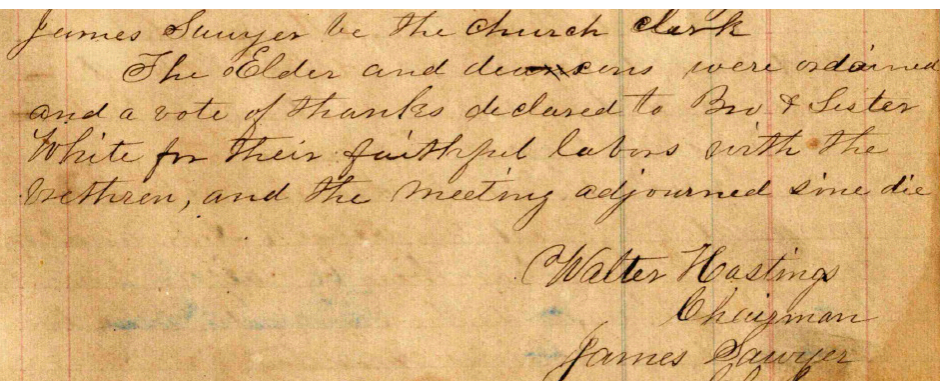 James Sawyer be the church clerk
The Elder and deacons were ordained
and a vote of thanks declared to Bro & Sister
White for their faithful labors with the
brethren, and the meeting adjourned sine die
Walter Hastings
Chairman
James Sawyer